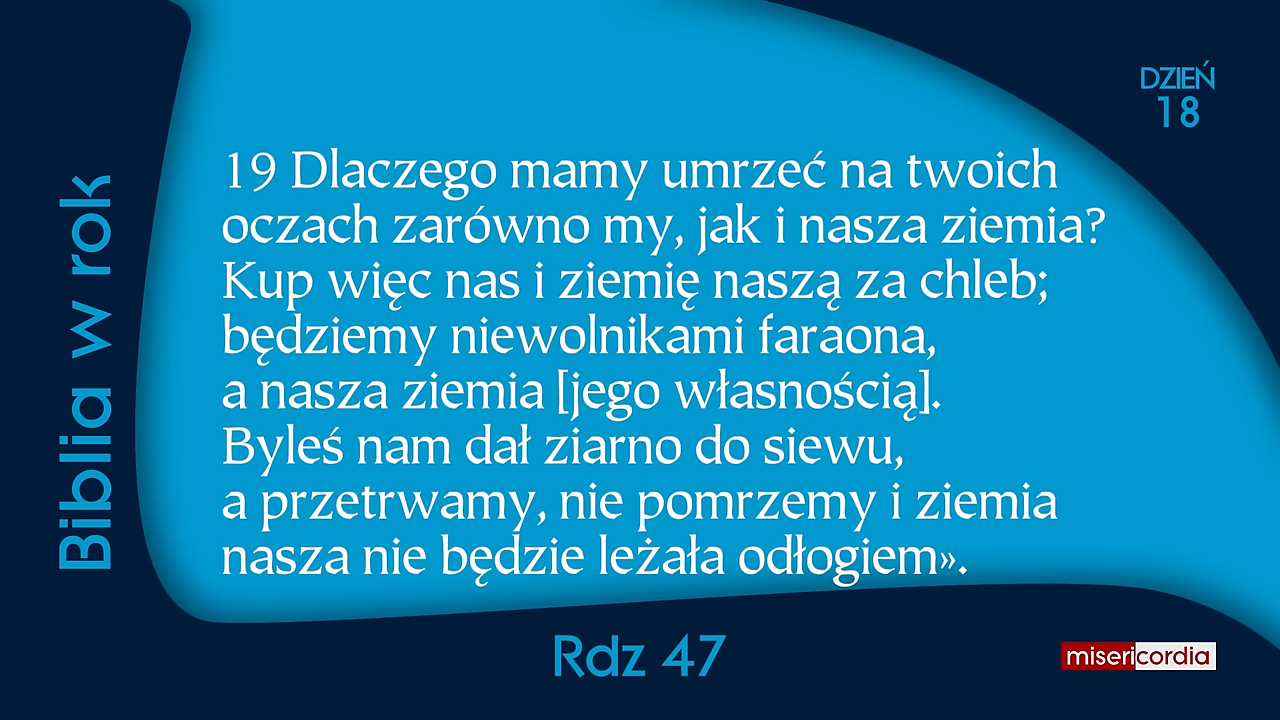 DZIEŃ
18
19 Dlaczego mamy umrzeć na twoich
oczach zarówno my, jak i nasza ziemia?
Kup więc nas i ziemię naszą za chleb;
będziemy niewolnikami faraona,
a nasza ziemia [jego własnością].
Byleś nam dał ziarno do siewu,
a przetrwamy, nie pomrzemy i ziemia
nasza nie będzie leżała odłogiem».
Biblia w rok
Rdz 47
misericordia